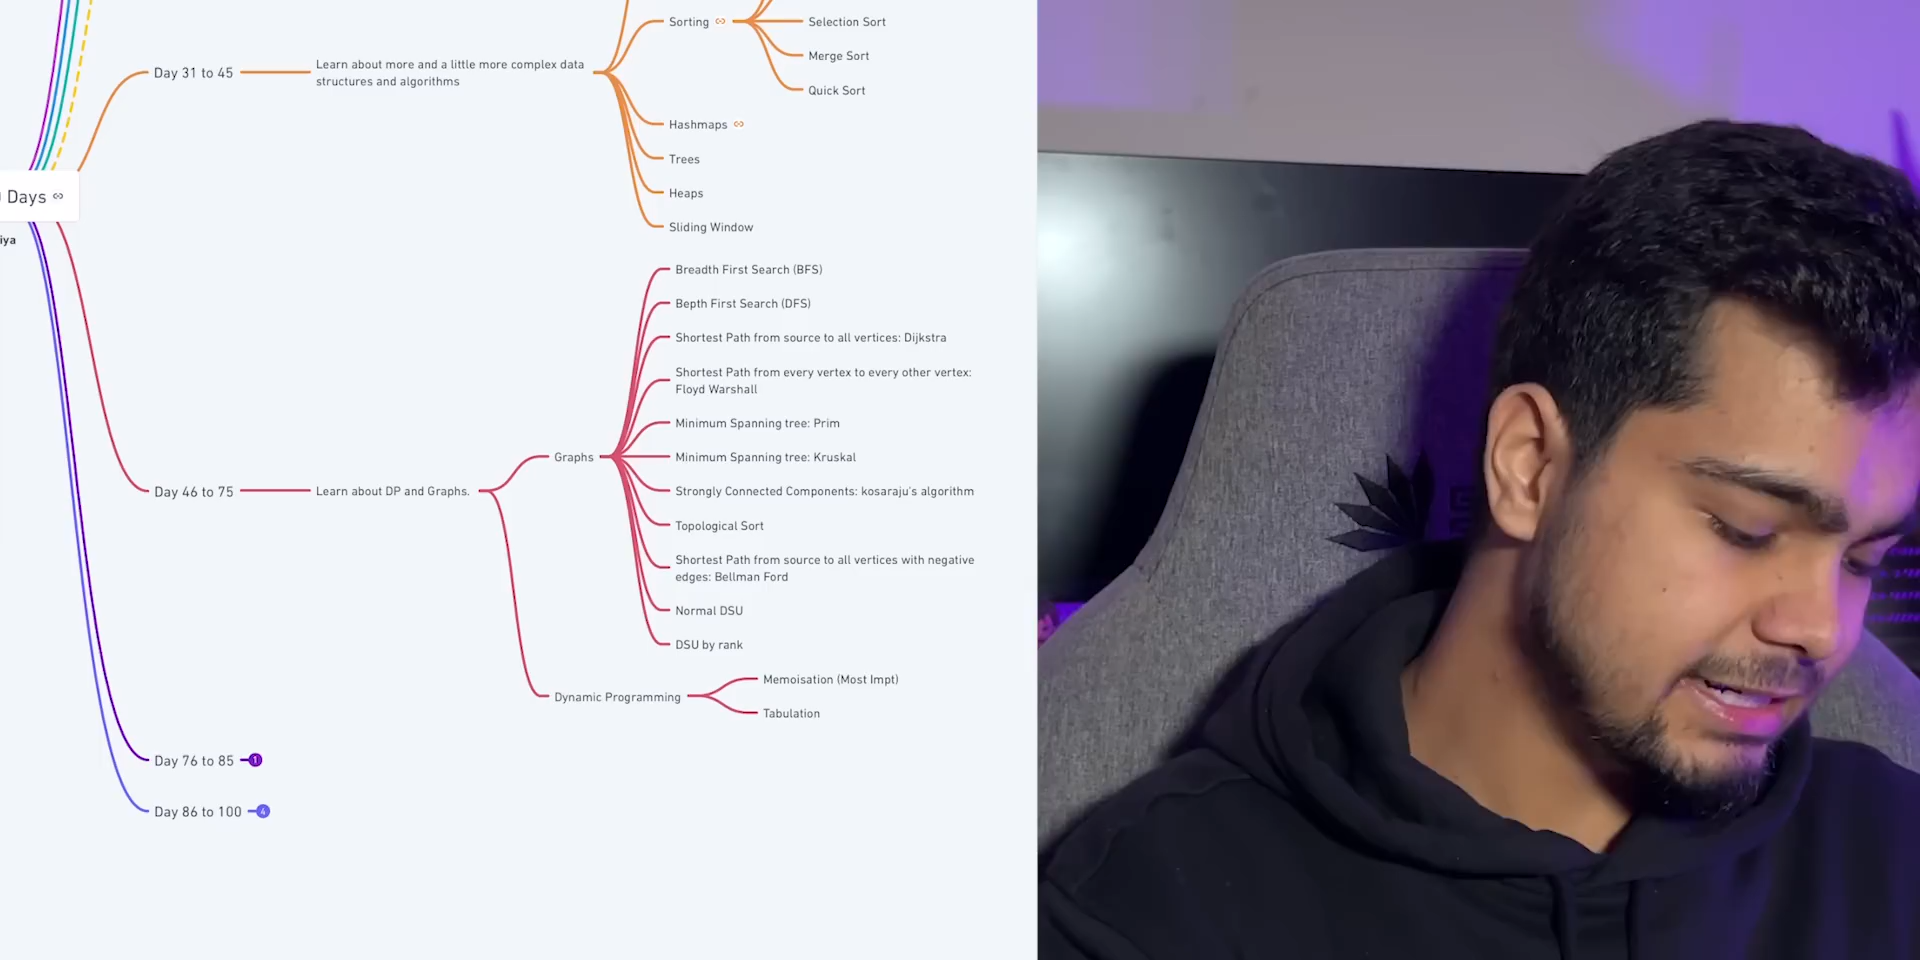 Sorting
Selection Sort
Merge Sort
Quick Sort
Day 31 to 45
Learn about more and a little more complex data
structures and algorithms
Hashmaps
Trees
Heaps
Sliding Window
Days
iya
Breadth First Search (BFS)
Bepth First Search (DFS)
Shortest Path from source to all vertices: Dijkstra
Shortest Path from every vertex to every other vertex:
Floyd Warshall
Minimum Spanning tree: Prim
Minimum Spanning tree: Kruskal
Strongly Connected Components: kosaraju's algorithm
Topological Sort
Shortest Path from source to all vertices with negative
edges: Bellman Ford
Normal DSU
DSU by rank
Graphs
Day 46 to 75
Learn about DP and Graphs.
Dynamic Programming
Memoisation (Most Impt)
Tabulation
Day 76 to 85
1
Day 86 to 100
4